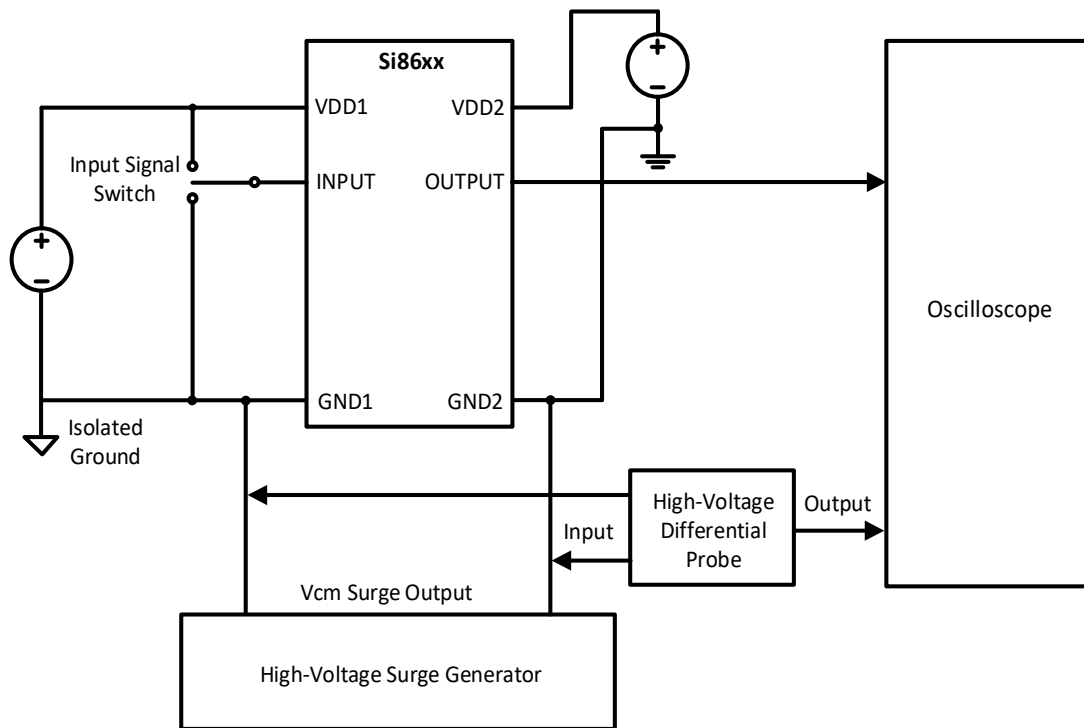 Si86xx
VDD1
VDD2
Input Signal
Switch
INPUT
OUTPUT
Oscilloscope
GND1
GND2
Isolated
Ground
High-Voltage
Differential
Probe
Output
Input
Vcm Surge Output
High-Voltage Surge Generator